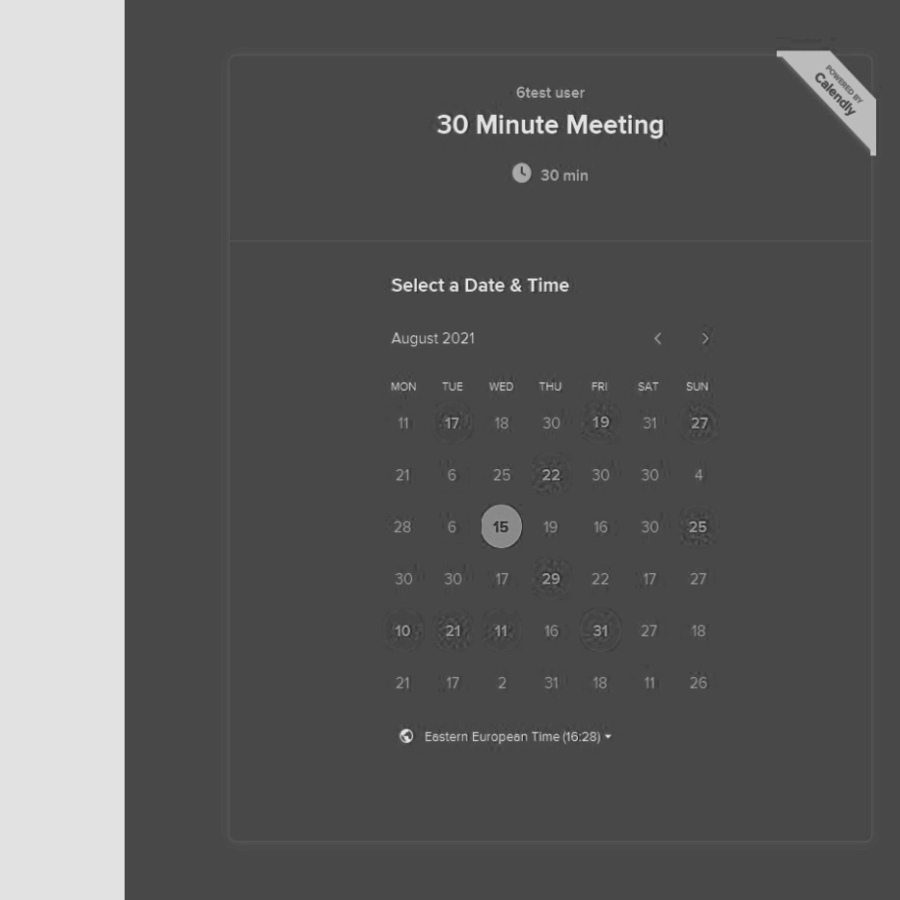 POWERED BY
Calendly
6test user
30 Minute Meeting
30 min
Select a Date & Time
August 2021
MON TUE WED THU FRI SAT SUN
11 17 18 30 19 31 27
21 6 25 22 30 30 4
28 6 15 19 16 30 25
30 30 17 29 22 17 27
10 21 11 16 31 27 18
21 17 2 31 18 11 26
Eastern European Time (16:28)